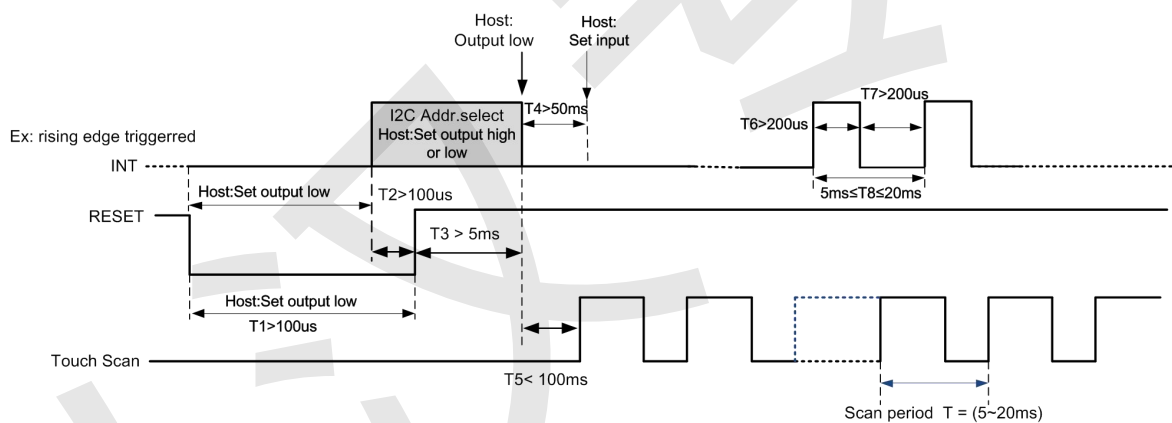 Host:
Output low
Host:
Set input
I2C Addr.select
Host:Set output high
or low
T4>50ms
T7>200us
T6>200us
Ex: rising edge triggerred
INT
5ms≤T8≤20ms
Host:Set output low
T2>100us
RESET
T3 > 5ms
Host:Set output low
T1>100us
Touch Scan
T5< 100ms
Scan period T = (5~20ms)